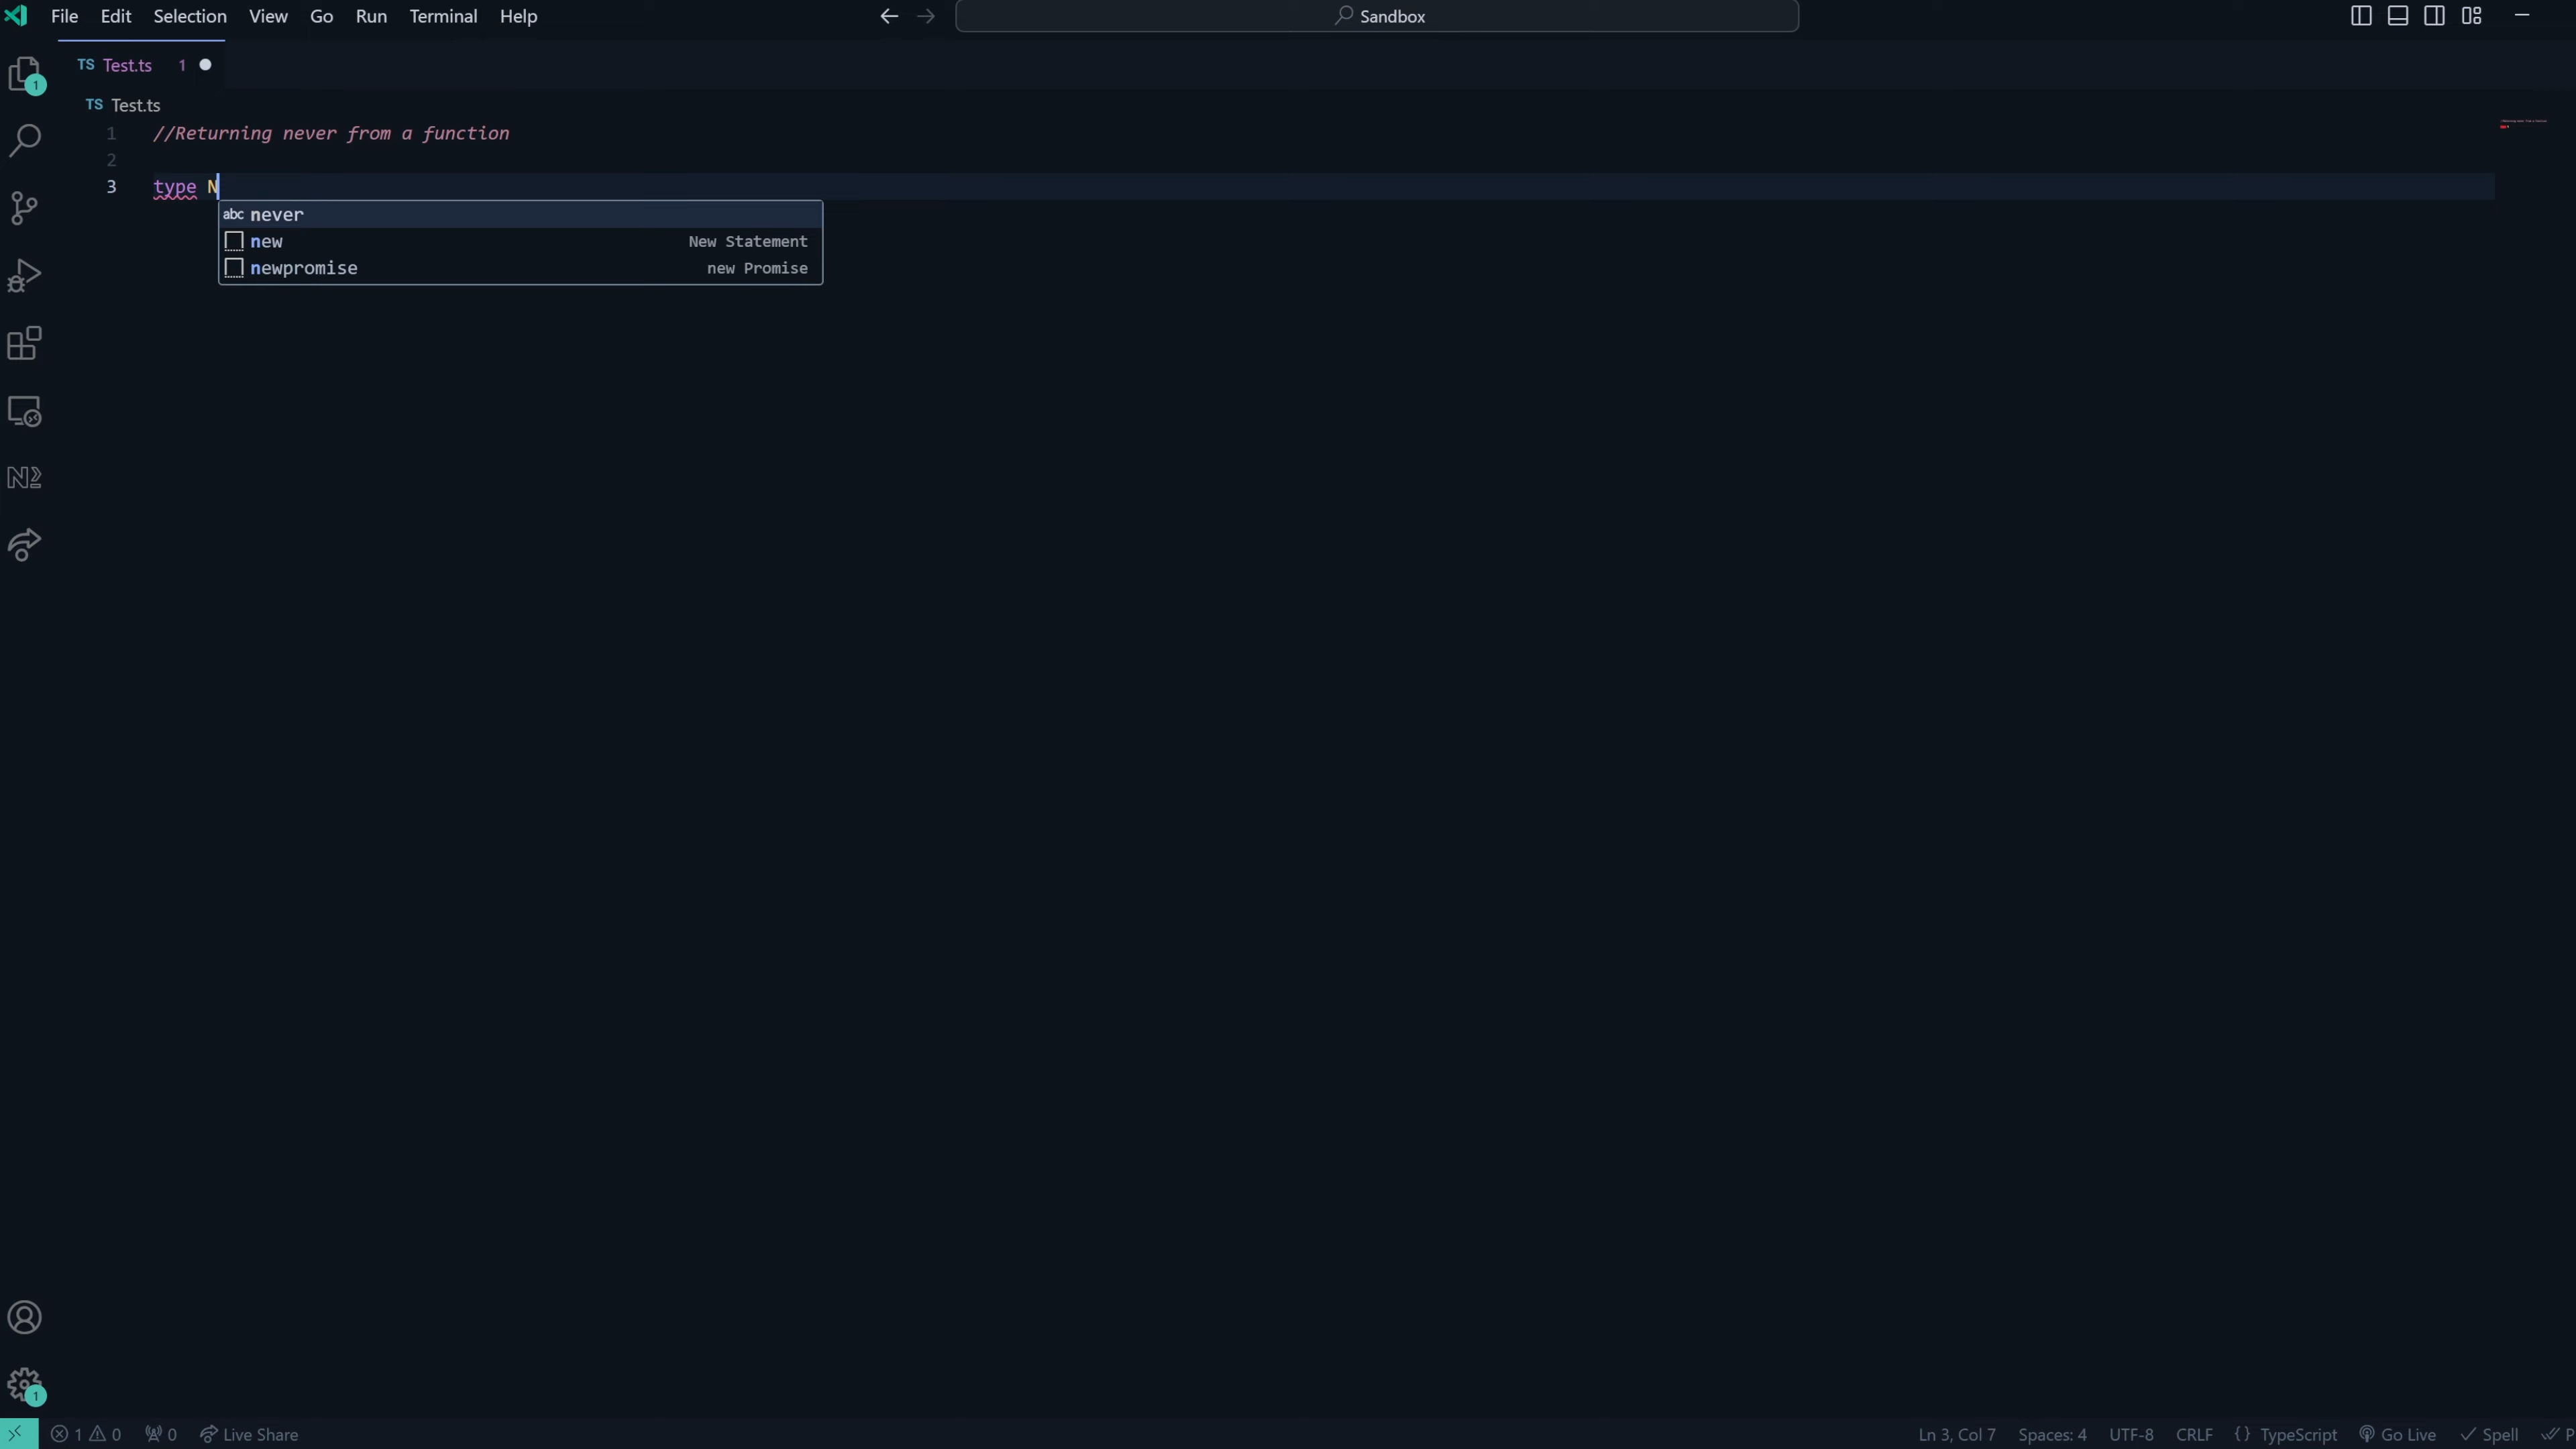 File Edit Selection View Go Run Terminal Help
Sandbox
TS Test.ts 1
TS Test.ts
1 //Returning never from a function
2
3 type N
abc never
new New Statement
newpromise new Promise
1
1
1 0 0 Live Share
Ln 3, Col 7 Spaces: 4 UTF-8 CRLF {} TypeScript Go Live Spell P